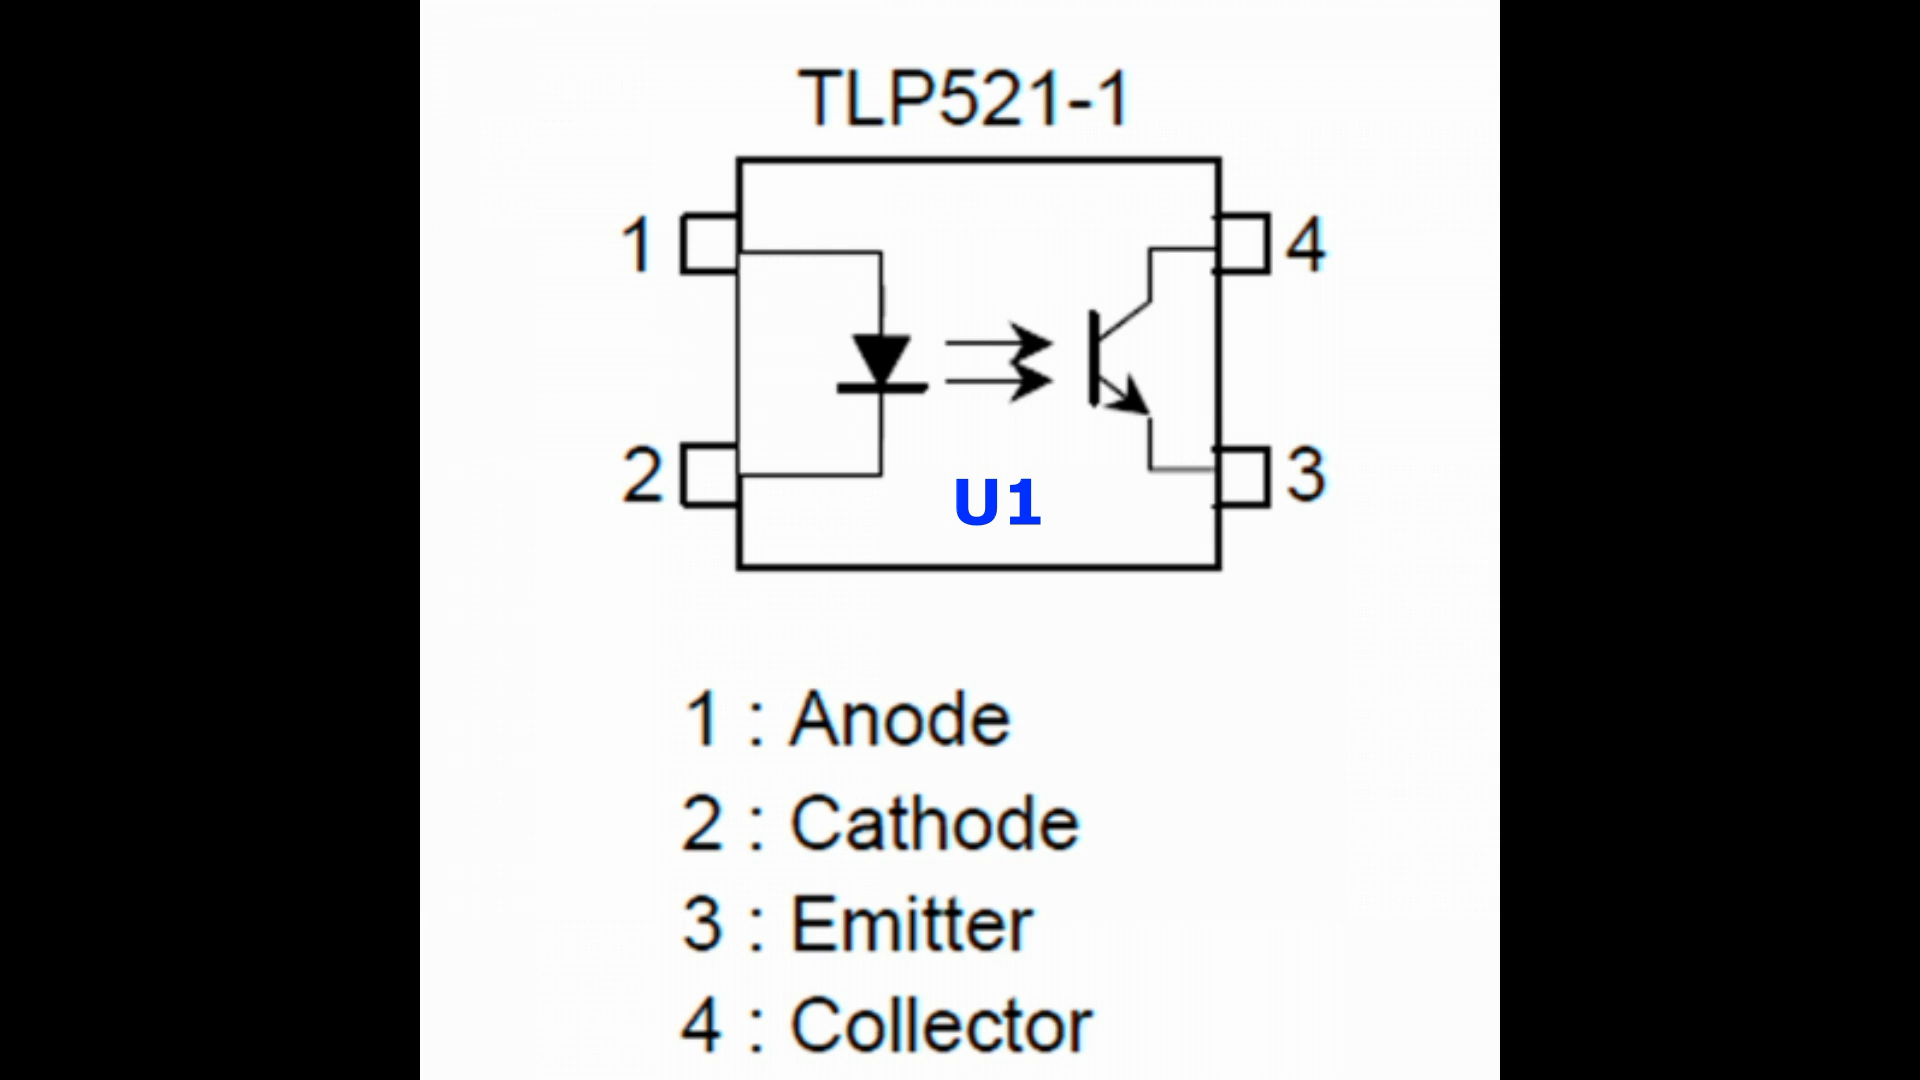 TLP521-1
1
4
2
3
U1
1 : Anode
2 : Cathode
3 : Emitter
4 : Collector